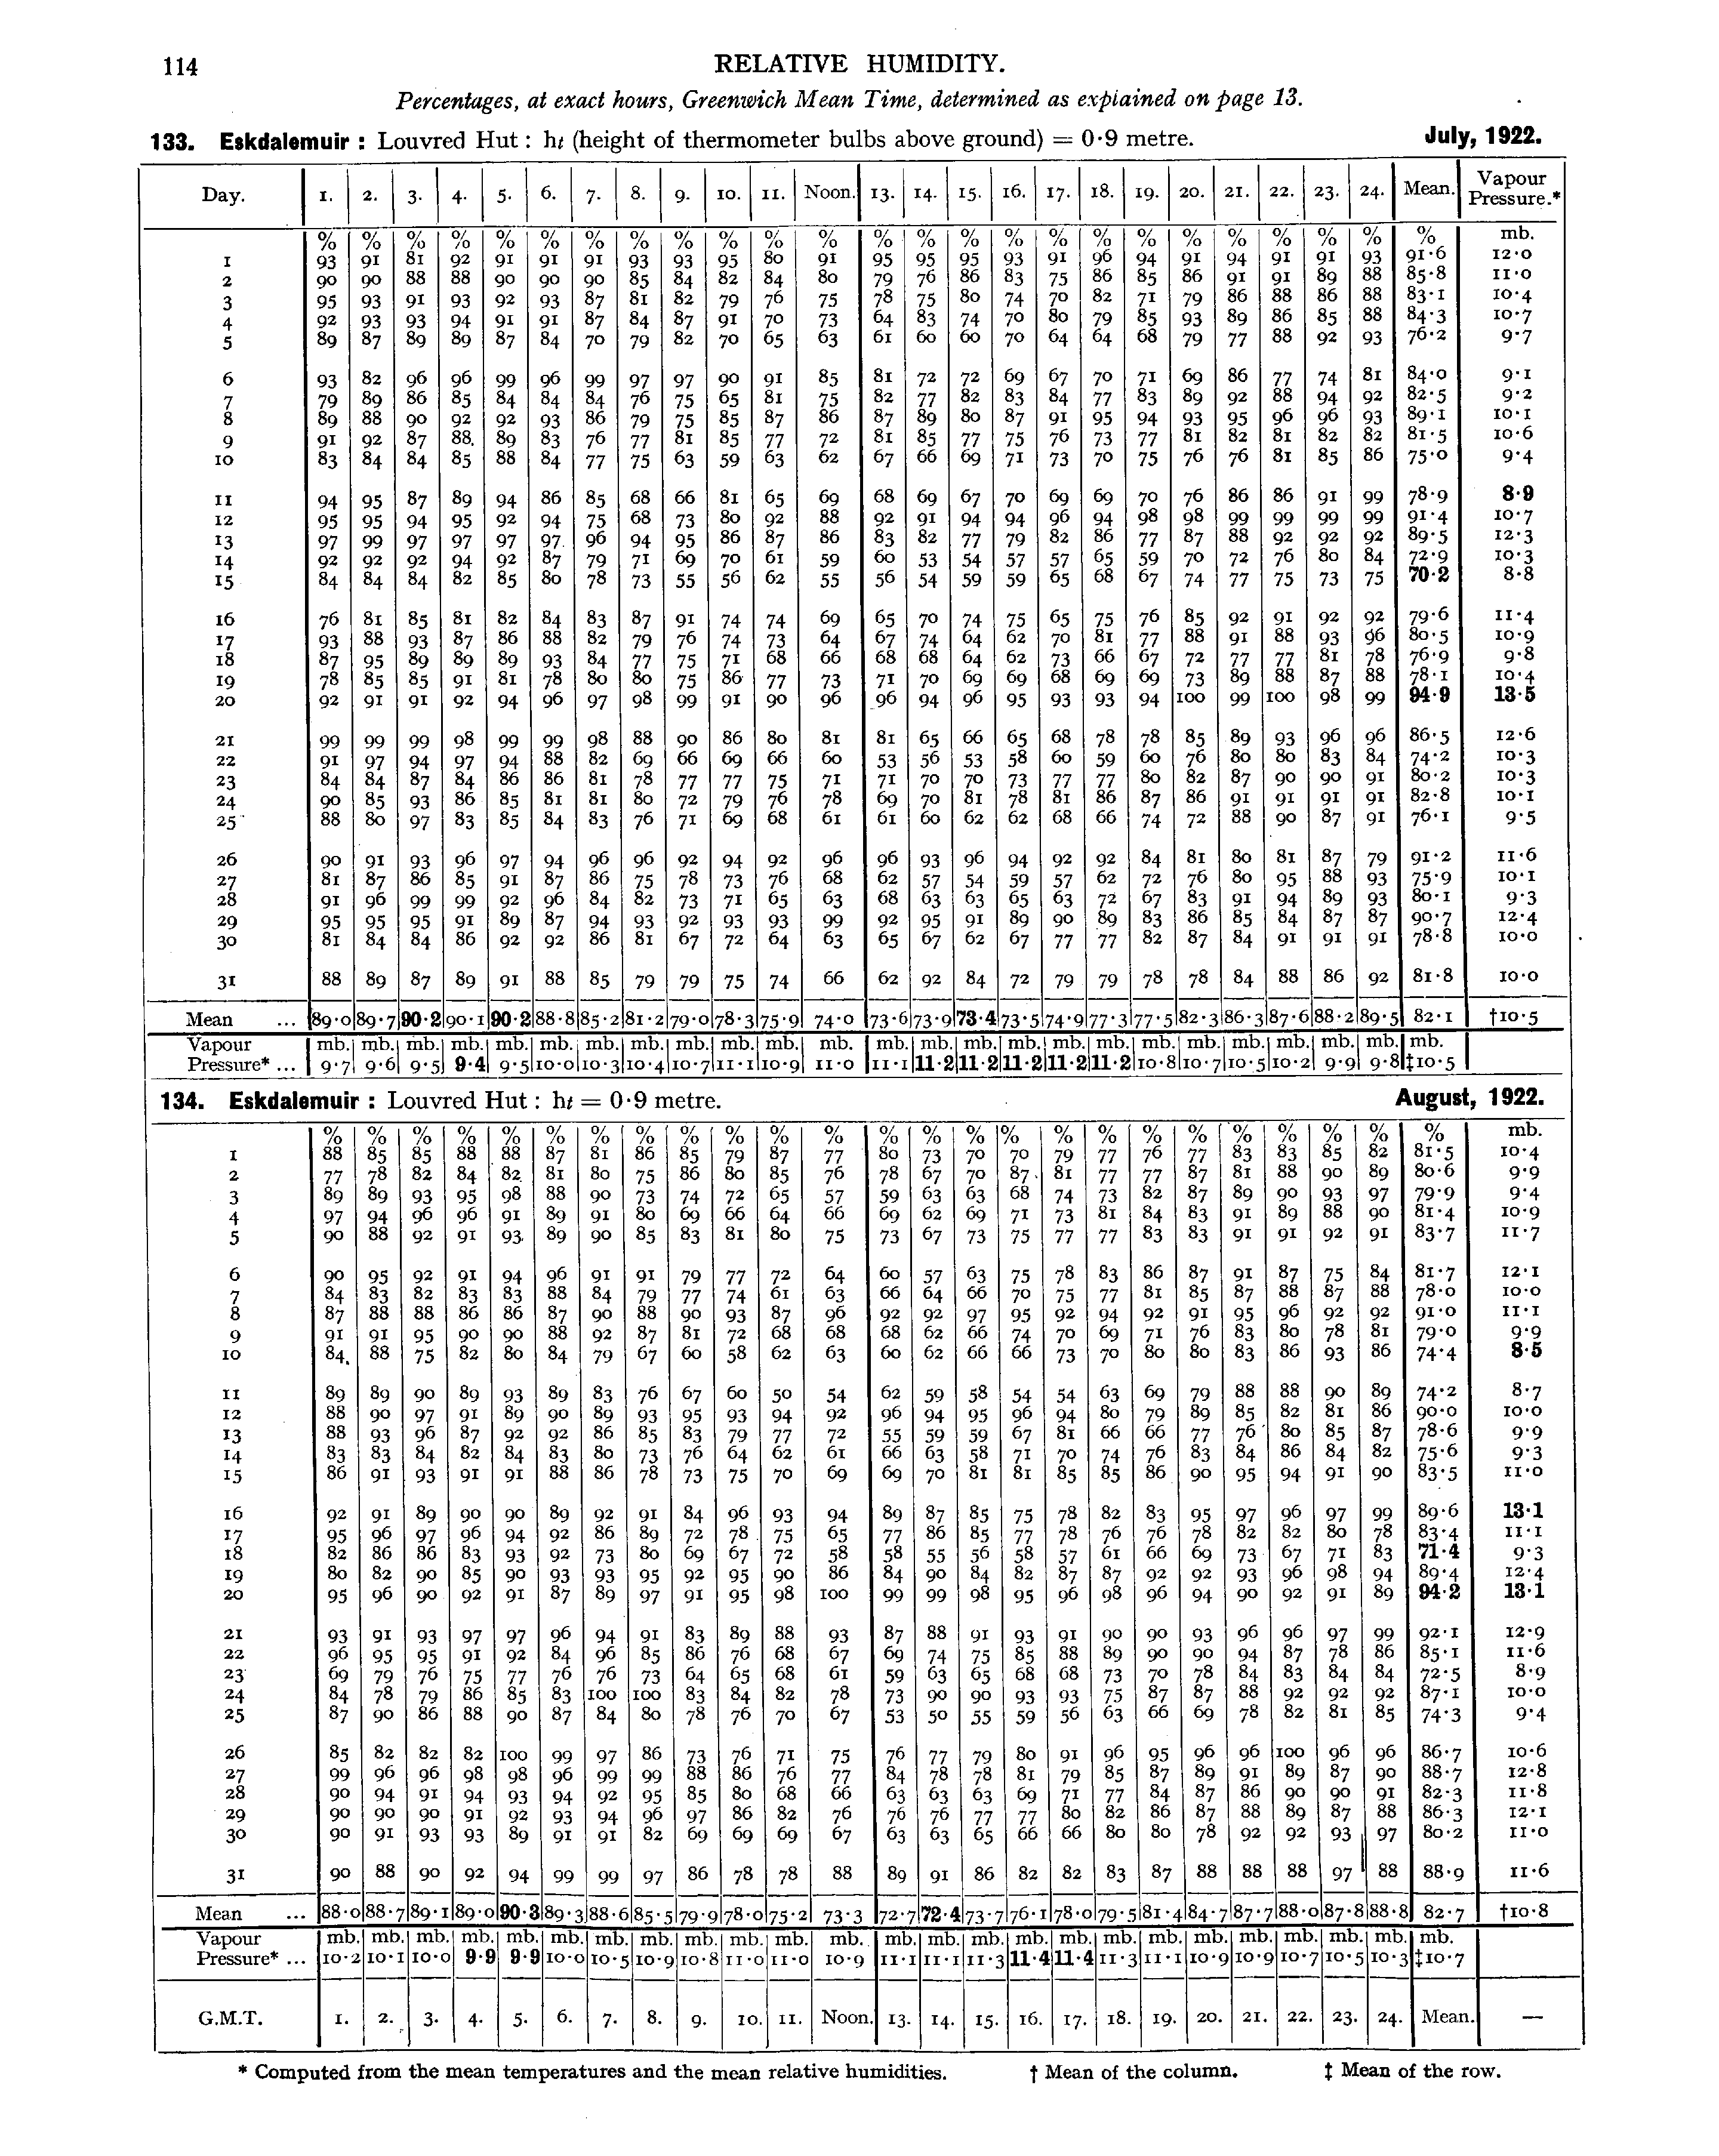 114
RELATIVE HUMIDITY.
Percentages, at exact hours, Greenwich Mean Time, determined as explained on page 13.
133. Eskdalemuir : Louvred Hut : ht (height of thermometer bulbs above ground) = 0·9 metre. July, 1922.
Day. 1. 2. 3. 4. 5. 6. 7. 8. 9. 10. 11. Noon. 13. 14. 15. 16. 17. 18. 19. 20. 21. 22. 23. 24. Mean. Vapour Pressure.*
% % % % % % % % % % % % % % % % % % % % % % % % % mb.
1 93 91 81 92 91 91 91 93 93 95 80 91 95 95 95 93 91 96 94 91 94 91 91 93 91·6 12·0
2 90 90 88 88 90 90 90 85 84 82 84 80 79 76 86 83 75 86 85 86 91 91 89 88 85·8 11·0
3 95 93 91 93 92 93 87 81 82 79 76 75 78 75 80 74 70 82 71 79 86 88 86 88 83·1 10·4
4 92 93 93 94 91 91 87 84 87 91 70 73 64 83 74 70 80 79 85 93 89 86 85 88 84·3 10·7
5 89 87 89 89 87 84 70 79 82 70 65 63 61 60 60 70 64 64 68 79 77 88 92 93 76·2 9·7
6 93 82 96 96 99 96 99 97 97 90 91 85 81 72 72 69 67 70 71 69 86 77 74 81 84·0 9·1
7 79 89 86 85 84 84 84 76 75 65 81 75 82 77 82 83 84 77 83 89 92 88 94 92 82·5 9·2
8 89 88 90 92 92 93 86 79 75 85 87 86 87 89 80 87 91 95 94 93 95 96 96 93 89·1 10·1
9 91 92 87 88 89 83 76 77 81 85 77 72 81 85 77 75 76 73 77 81 82 81 82 82 81·5 10·6
10 83 84 84 85 88 84 77 75 63 59 63 62 67 66 69 71 73 70 75 76 76 81 85 86 75·0 9·4
11 94 95 87 89 94 86 85 68 66 81 65 69 68 69 67 70 69 69 70 76 86 86 91 99 78·9 8·9
12 95 95 94 95 92 94 75 68 73 80 92 88 92 91 94 94 96 94 98 98 99 99 99 99 91·4 10·7
13 97 99 97 97 97 97 96 94 95 86 87 86 83 82 77 79 82 86 77 87 88 92 92 92 89·5 12·3
14 92 92 92 94 92 87 79 71 69 70 61 59 60 53 54 57 57 65 59 70 72 76 80 84 72·9 10·3
15 84 84 84 82 85 80 78 73 55 56 62 55 56 54 59 59 65 68 67 74 77 75 73 75 70·2 8·8
16 76 81 85 81 82 84 83 87 91 74 74 69 65 70 74 75 65 75 76 85 92 91 92 92 79·6 11·4
17 93 88 93 87 86 88 82 79 76 74 73 64 67 74 64 62 70 81 77 88 91 88 93 96 80·5 10·9
18 87 95 89 89 89 93 84 77 75 71 68 66 68 68 64 62 73 66 67 72 77 77 81 78 76·9 9·8
19 78 85 85 91 81 78 80 80 75 86 77 73 71 70 69 69 68 69 69 73 89 88 87 88 78·1 10·4
20 92 91 91 92 94 96 97 98 99 91 90 96 96 94 96 95 93 93 94 100 99 100 98 99 94·9 13·5
21 99 99 99 98 99 99 98 88 90 86 80 81 81 65 66 65 68 78 78 85 89 93 96 96 86·5 12·6
22 91 97 94 97 94 88 82 69 66 69 66 60 53 56 53 58 60 59 60 76 80 80 83 84 74·2 10·3
23 84 84 87 84 86 86 81 78 77 77 75 71 71 70 70 73 77 77 80 82 87 90 90 91 80·2 10·3
24 90 85 93 86 85 81 81 80 72 79 76 78 69 70 81 78 81 86 87 86 91 91 91 91 82·8 10·1
25 88 80 97 83 85 84 83 76 71 69 68 61 61 60 62 62 68 66 74 72 88 90 87 91 76·1 9·5
26 90 91 93 96 97 94 96 96 92 94 92 96 96 93 96 94 92 92 84 81 80 81 87 79 91·2 11·6
27 81 87 86 85 91 87 86 75 78 73 76 68 62 57 54 59 57 62 72 76 80 95 88 93 75·9 10·1
28 91 96 99 99 92 96 84 82 73 71 65 63 68 63 63 65 63 72 67 83 91 94 89 93 80·1 9·3
29 95 95 95 91 89 87 94 93 92 93 93 99 92 95 91 89 90 89 83 86 85 84 87 87 90·7 12·4
30 81 84 84 86 92 92 86 81 67 72 64 63 65 67 62 67 77 77 82 87 84 91 91 91 78·8 10·0
31 88 89 87 89 91 88 85 79 79 75 74 66 62 92 84 72 79 79 78 78 84 88 86 92 81·8 10·0
Mean ... 89·0 89·7 90·2 90·1 90·2 88·8 85·2 81·2 79·0 78·3 75·9 74·0 73·6 73·9 73·4 73·5 74·9 77·3 77·5 82·3 86·3 87·6 88·2 89·5 82·1 †10·5
Vapour mb. mb. mb. mb. mb. mb. mb. mb. mb. mb. mb. mb. mb. mb. mb. mb. mb. mb. mb. mb. mb. mb. mb. mb. mb.
Pressure* ... 9·7 9·6 9·5 9·4 9·5 10·0 10·3 10·4 10·7 11·1 10·9 11·0 11·1 11·2 11·2 11·2 11·2 11·2 10·8 10·7 10·5 10·2 9·9 9·8 ‡10·5
134. Eskdalemuir : Louvred Hut : ht = 0·9 metre. August, 1922.
% % % % % % % % % % % % % % % % % % % % % % % % % mb.
1 88 85 85 88 88 87 81 86 85 79 87 77 80 73 70 70 79 77 76 77 83 83 85 82 81·5 10·4
2 77 78 82 84 82 81 80 75 86 80 85 76 78 67 70 87 81 77 77 87 81 88 90 89 80·6 9·9
3 89 89 93 95 98 88 90 73 74 72 65 57 59 63 63 68 74 73 82 87 89 90 93 97 79·9 9·4
4 97 94 96 96 91 89 91 80 69 66 64 66 69 62 69 71 73 81 84 83 91 89 88 90 81·4 10·9
5 90 88 92 91 93 89 90 85 83 81 80 75 73 67 73 75 77 77 83 83 91 91 92 91 83·7 11·7
6 90 95 92 91 94 96 91 91 79 77 72 64 60 57 63 75 78 83 86 87 91 87 75 84 81·7 12·1
7 84 83 82 83 83 88 84 79 77 74 61 63 66 64 66 70 75 77 81 85 87 88 87 88 78·0 10·0
8 87 88 88 86 86 87 90 88 90 93 87 96 92 92 97 95 92 94 92 91 95 96 92 92 91·0 11·1
9 91 91 95 90 90 88 92 87 81 72 68 68 68 62 66 74 70 69 71 76 83 80 78 81 79·0 9·9
10 84 88 75 82 80 84 79 67 60 58 62 63 60 62 66 66 73 70 80 80 83 86 93 86 74·4 8·5
11 89 89 90 89 93 89 83 76 67 60 50 54 62 59 58 54 54 63 69 79 88 88 90 89 74·2 8·7
12 88 90 97 91 89 90 89 93 95 93 94 92 96 94 95 96 94 80 79 89 85 82 81 86 90·0 10·0
13 88 93 96 87 92 92 86 85 83 79 77 72 55 59 59 67 81 66 66 77 76 80 85 87 78·6 9·9
14 83 83 84 82 84 83 80 73 76 64 62 61 66 63 58 71 70 74 76 83 84 86 84 82 75·6 9·3
15 86 91 93 91 91 88 86 78 73 75 70 69 69 70 81 81 85 85 86 90 95 94 91 90 83·5 11·0
16 92 91 89 90 90 89 92 91 84 96 93 94 89 87 85 75 78 82 83 95 97 96 97 99 89·6 13·1
17 95 96 97 96 94 92 86 89 72 78 75 65 77 86 85 77 78 76 76 78 82 82 80 78 83·4 11·1
18 82 86 86 83 93 92 73 80 69 67 72 58 58 55 56 58 57 61 66 69 73 67 71 83 71·4 9·3
19 80 82 90 85 90 93 93 95 92 95 90 86 84 90 84 82 87 87 92 92 93 96 98 94 89·4 12·4
20 95 96 90 92 91 87 89 97 91 95 98 100 99 99 98 95 96 98 96 94 90 92 91 89 94·2 13·1
21 93 91 93 97 97 96 94 91 83 89 88 93 87 88 91 93 91 90 90 93 96 96 97 99 92·1 12·9
22 96 95 95 91 92 84 96 85 86 76 68 67 69 74 75 85 88 89 90 90 94 87 78 86 85·1 11·6
23 69 79 76 75 77 76 76 73 64 65 68 61 59 63 65 68 68 73 70 78 84 83 84 84 72·5 8·9
24 84 78 79 86 85 83 100 100 83 84 82 78 73 90 90 93 93 75 87 87 88 92 92 92 87·1 10·0
25 87 90 86 88 90 87 84 80 78 76 70 67 53 50 55 59 56 63 66 69 78 82 81 85 74·3 9·4
26 85 82 82 82 100 99 97 86 73 76 71 75 76 77 79 80 91 96 95 96 96 100 96 96 86·7 10·6
27 99 96 96 98 98 96 99 99 88 86 76 77 84 78 78 81 79 85 87 89 91 89 87 90 88·7 12·8
28 90 94 91 94 93 94 92 95 85 80 68 66 63 63 63 69 71 77 84 87 86 90 90 91 82·3 11·8
29 90 90 90 91 92 93 94 96 97 86 82 76 76 76 77 77 80 82 86 87 88 89 87 88 86·3 12·1
30 90 91 93 93 89 91 91 82 69 69 69 67 63 63 65 66 66 80 80 78 92 92 93 97 80·2 11·0
31 90 88 90 92 94 99 99 97 86 78 78 88 89 91 86 82 82 83 87 88 88 88 97 88 88·9 11·6
Mean ... 88·0 88·7 89·1 89·0 90·3 89·3 88·6 85·5 79·9 78·0 75·2 73·3 72·7 72·4 73·7 76·1 78·0 79·5 81·4 84·7 87·7 88·0 87·8 88·8 82·7 †10·8
Vapour mb. mb. mb. mb. mb. mb. mb. mb. mb. mb. mb. mb. mb. mb. mb. mb. mb. mb. mb. mb. mb. mb. mb. mb. mb.
Pressure* ... 10·2 10·1 10·0 9·9 9·9 10·0 10·5 10·9 10·8 11·0 11·0 10·9 11·1 11·1 11·3 11·4 11·4 11·3 11·1 10·9 10·9 10·7 10·5 10·3 ‡10·7
G.M.T. 1. 2. 3. 4. 5. 6. 7. 8. 9. 10. 11. Noon. 13. 14. 15. 16. 17. 18. 19. 20. 21. 22. 23. 24. Mean. —
* Computed from the mean temperatures and the mean relative humidities. † Mean of the column. ‡ Mean of the row.